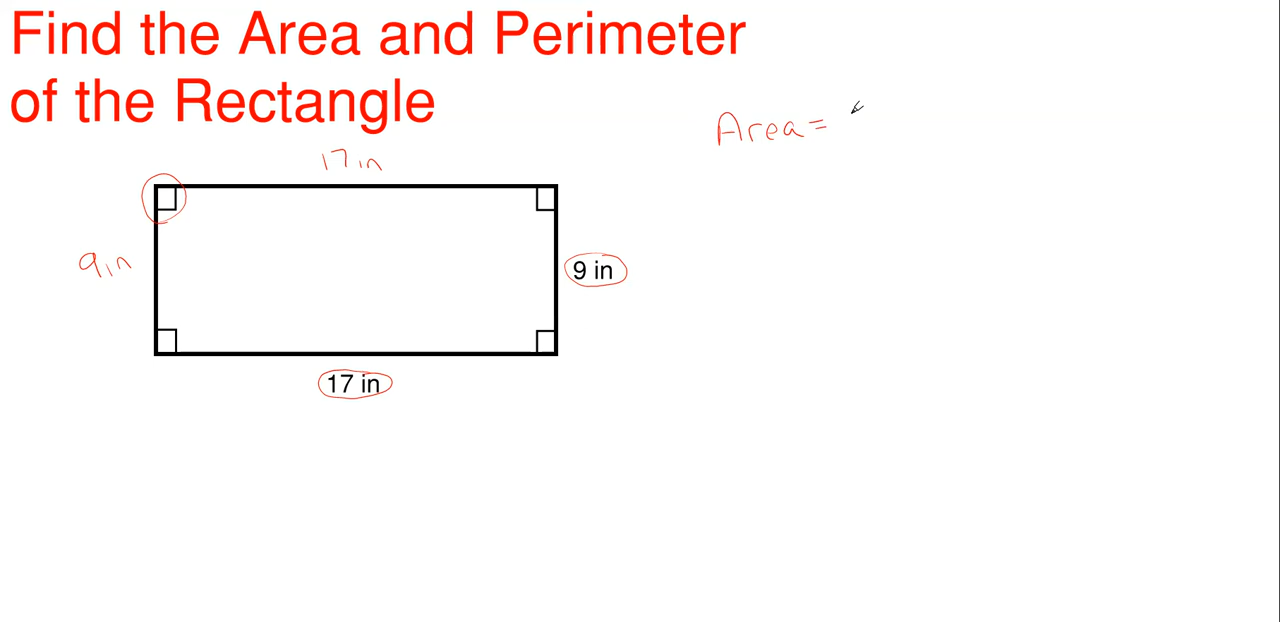 Find the Area and Perimeter
of the Rectangle
Area =
17 in
9 in
9 in
17 in